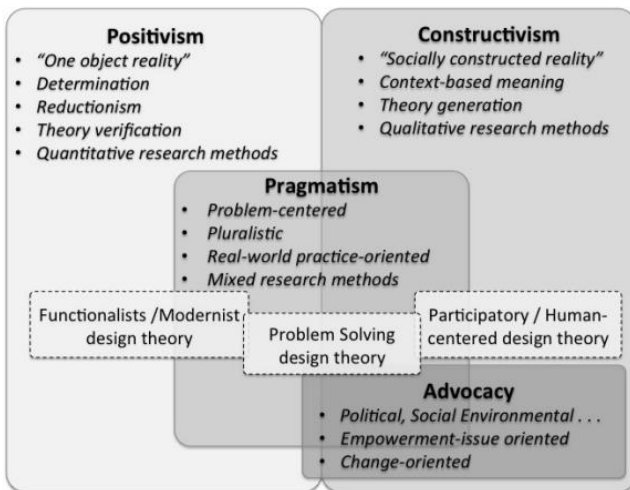 Positivism
• "One object reality"
• Determination
• Reductionism
• Theory verification
• Quantitative research methods
Constructivism
• "Socially constructed reality"
• Context-based meaning
• Theory generation
• Qualitative research methods
Pragmatism
• Problem-centered
• Pluralistic
• Real-world practice-oriented
• Mixed research methods
Functionalists /Modernist
design theory
Problem Solving
design theory
Participatory / Human-
centered design theory
Advocacy
• Political, Social Environmental . . .
• Empowerment-issue oriented
• Change-oriented